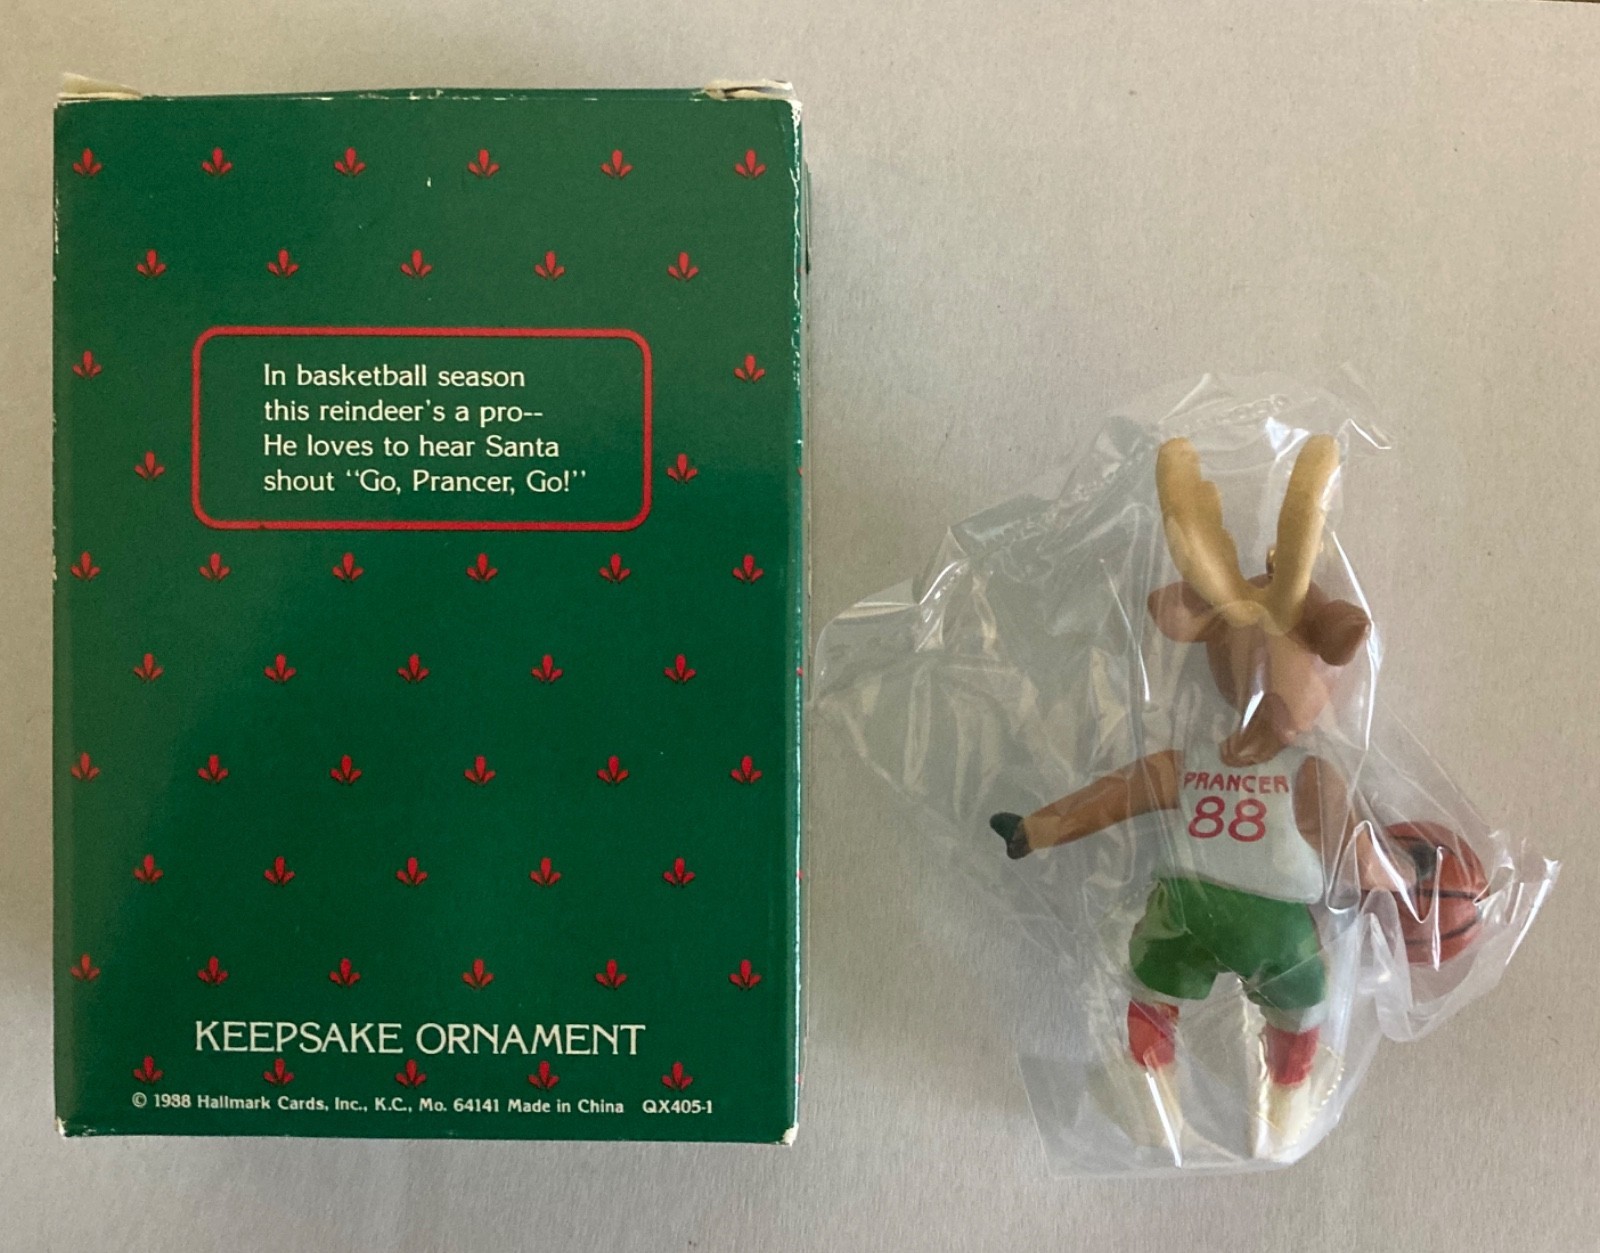 In basketball season
this reindeer's a pro--
He loves to hear Santa
shout "Go, Prancer, Go!"
KEEPSAKE ORNAMENT
© 1988 Hallmark Cards, Inc., K.C., Mo. 64141 Made in China QX405-1
PRANCER
88